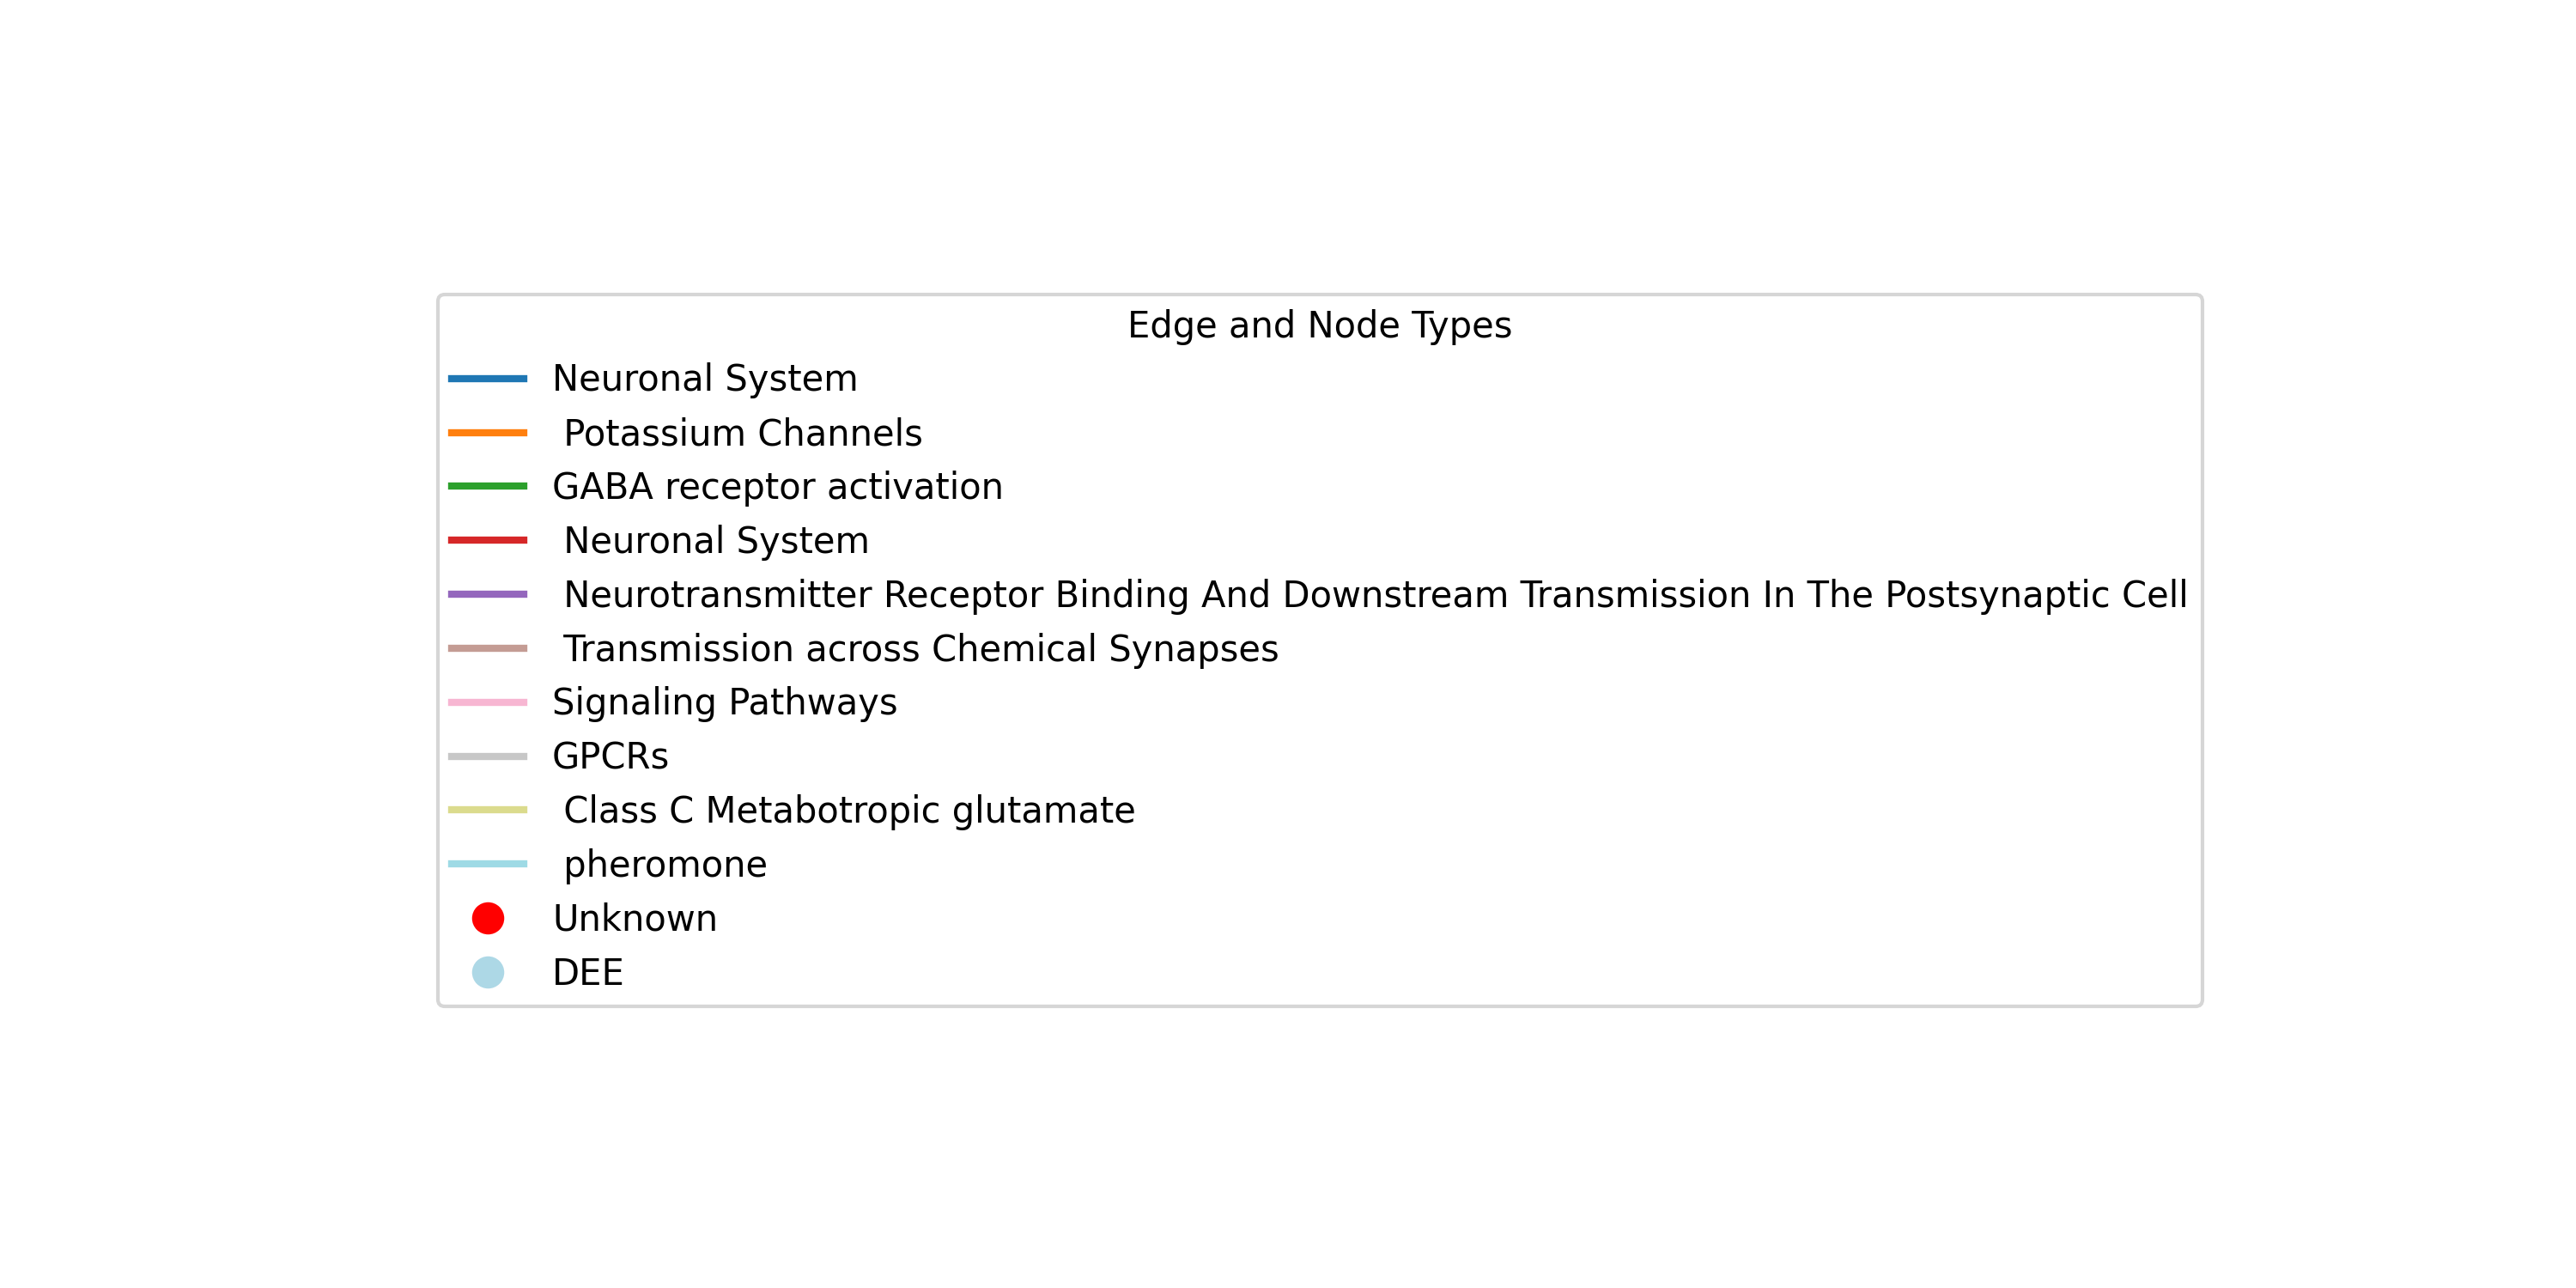 Edge and Node Types
Neuronal System
Potassium Channels
GABA receptor activation
Neuronal System
Neurotransmitter Receptor Binding And Downstream Transmission In The Postsynaptic Cell
Transmission across Chemical Synapses
Signaling Pathways
GPCRs
Class C Metabotropic glutamate
pheromone
Unknown
DEE